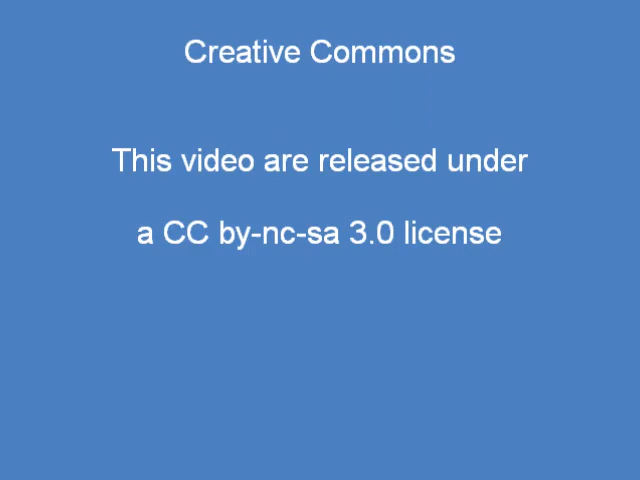 Creative Commons
This video are released under
a CC by-nc-sa 3.0 license